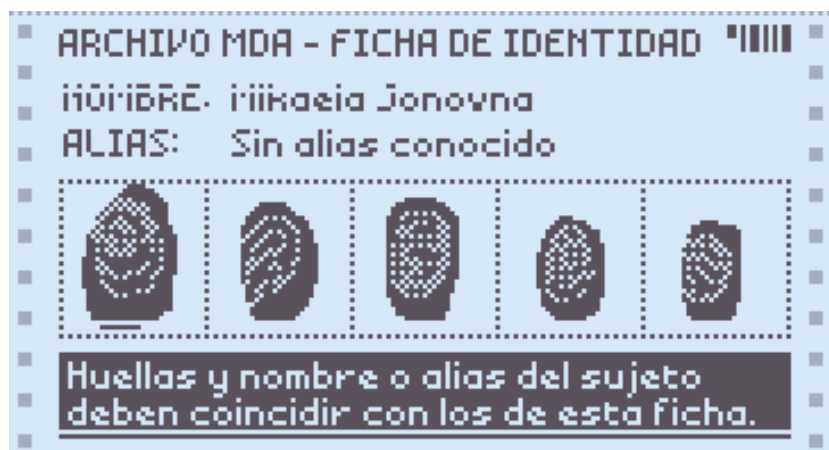 ARCHIVO MDA - FICHA DE IDENTIDAD
NOMBRE: Mikaela Jonovna
ALIAS: Sin alias conocido
Huellas y nombre o alias del sujeto
deben coincidir con los de esta ficha.